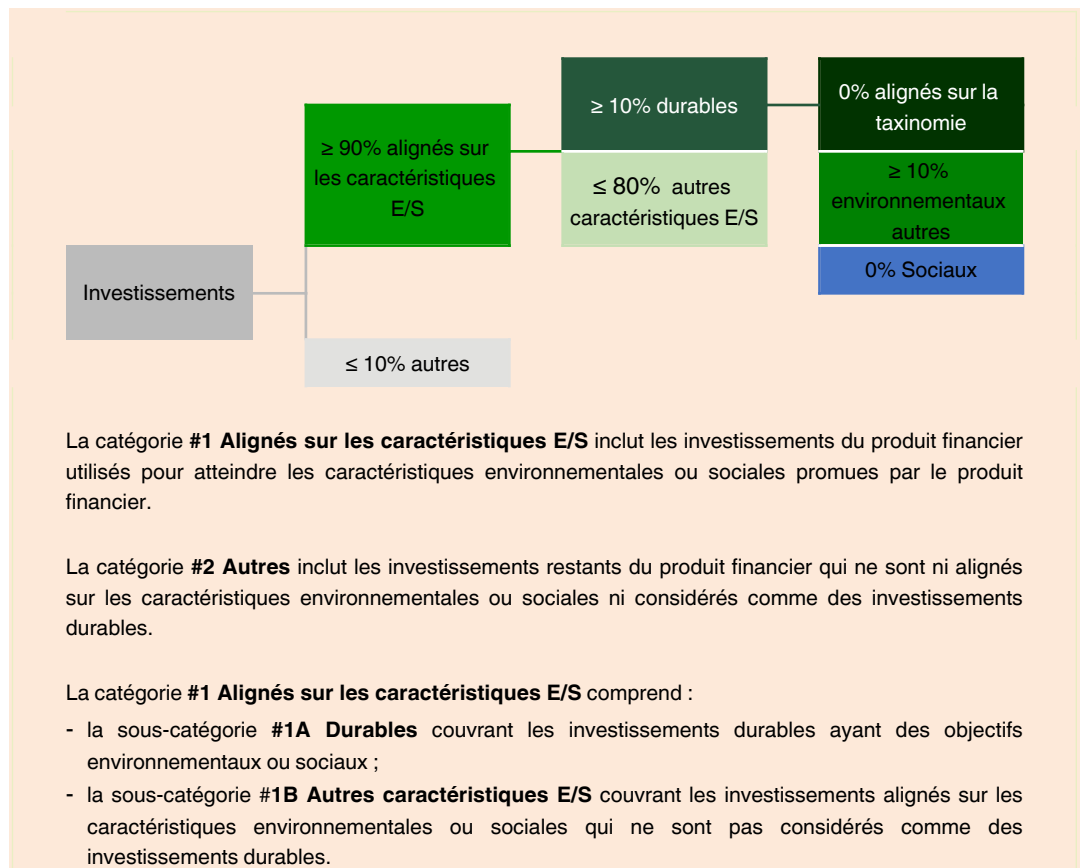 ≥ 10% durables
0% alignés sur la
taxinomie
≥ 90% alignés sur
les caractéristiques
E/S
≤ 80% autres
caractéristiques E/S
≥ 10%
environnementaux
autres
0% Sociaux
Investissements
≤ 10% autres
La catégorie #1 Alignés sur les caractéristiques E/S inclut les investissements du produit financier
utilisés pour atteindre les caractéristiques environnementales ou sociales promues par le produit
financier.
La catégorie #2 Autres inclut les investissements restants du produit financier qui ne sont ni alignés
sur les caractéristiques environnementales ou sociales ni considérés comme des investissements
durables.
La catégorie #1 Alignés sur les caractéristiques E/S comprend :
- la sous-catégorie #1A Durables couvrant les investissements durables ayant des objectifs
environnementaux ou sociaux ;
- la sous-catégorie #1B Autres caractéristiques E/S couvrant les investissements alignés sur les
caractéristiques environnementales ou sociales qui ne sont pas considérés comme des
investissements durables.